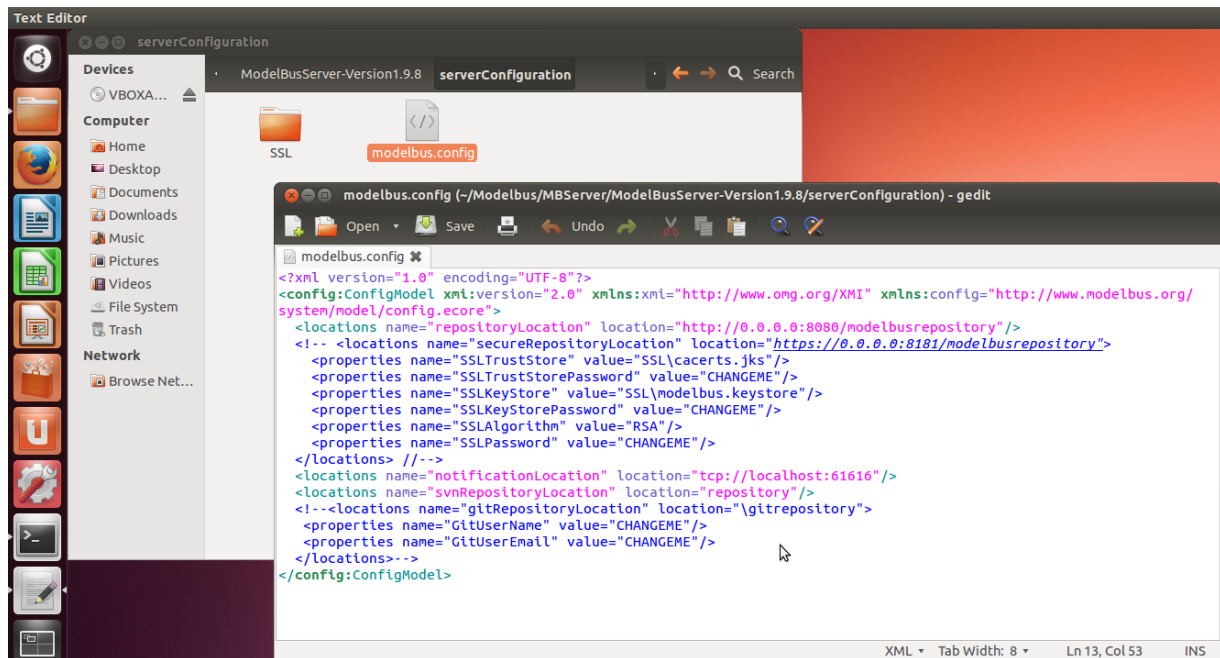 Text Editor
serverConfiguration
Devices
VBOXA...
Computer
Home
Desktop
Documents
Downloads
Music
Pictures
Videos
File System
Trash
Network
Browse Net...
ModelBusServer-Version1.9.8 serverConfiguration Search
SSL modelbus.config
modelbus.config (~/Modelbus/MBServer/ModelBusServer-Version1.9.8/serverConfiguration) - gedit
Open Save Undo
modelbus.config
<?xml version="1.0" encoding="UTF-8"?>
<config:ConfigModel xmi:version="2.0" xmlns:xmi="http://www.omg.org/XMI" xmlns:config="http://www.modelbus.org/
system/model/config.ecore">
  <locations name="repositoryLocation" location="http://0.0.0.0:8080/modelbusrepository"/>
  <!-- <locations name="secureRepositoryLocation" location="https://0.0.0.0:8181/modelbusrepository">
    <properties name="SSLTrustStore" value="SSL\cacerts.jks"/>
    <properties name="SSLTrustStorePassword" value="CHANGEME"/>
    <properties name="SSLKeyStore" value="SSL\modelbus.keystore"/>
    <properties name="SSLKeyStorePassword" value="CHANGEME"/>
    <properties name="SSLAlgorithm" value="RSA"/>
    <properties name="SSLPassword" value="CHANGEME"/>
  </locations> //-->
  <locations name="notificationLocation" location="tcp://localhost:61616"/>
  <locations name="svnRepositoryLocation" location="repository"/>
  <!--<locations name="gitRepositoryLocation" location="\gitrepository">
   <properties name="GitUserName" value="CHANGEME"/>
   <properties name="GitUserEmail" value="CHANGEME"/>
  </locations>-->
</config:ConfigModel>
XML Tab Width: 8 Ln 13, Col 53 INS